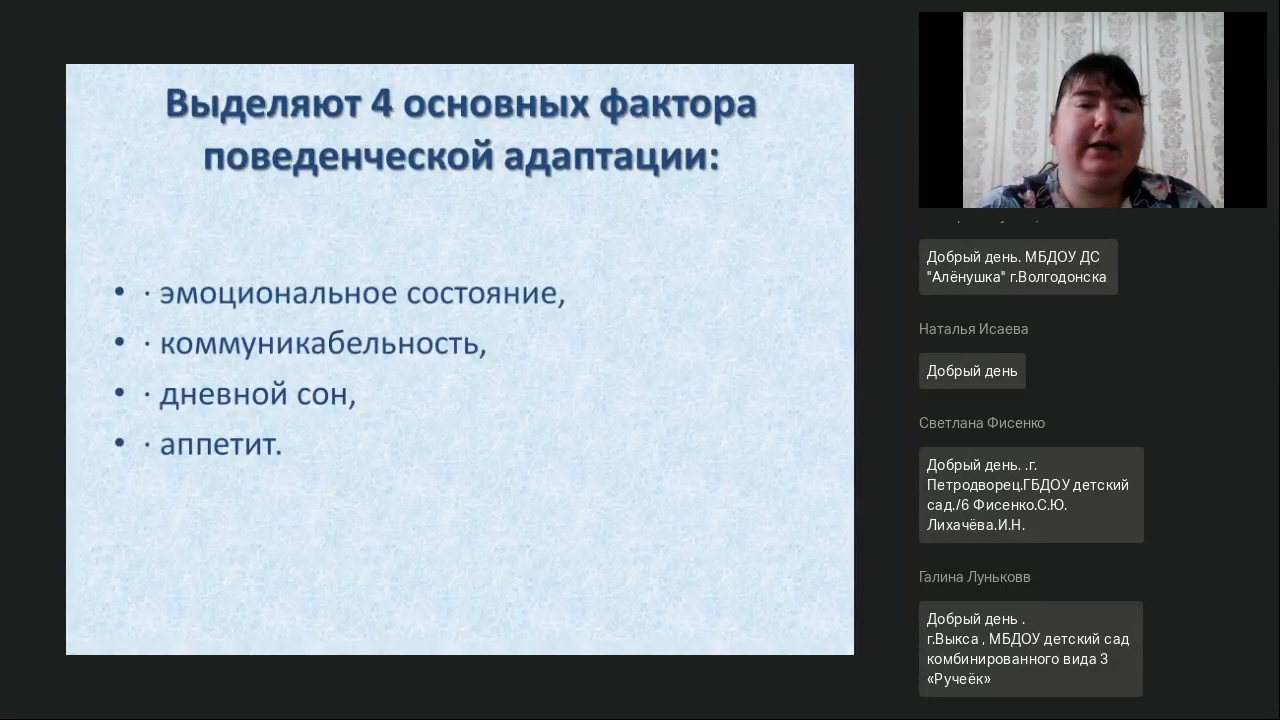 Выделяют 4 основных фактора
поведенческой адаптации:
• · эмоциональное состояние,
• · коммуникабельность,
• · дневной сон,
• · аппетит.
Добрый день. МБДОУ ДС
"Алёнушка" г.Волгодонска
Наталья Исаева
Добрый день
Светлана Фисенко
Добрый день. .г.
Петродворец.ГБДОУ детский
сад./6 Фисенко.С.Ю.
Лихачёва.И.Н.
Галина Луньковв
Добрый день .
г.Выкса , МБДОУ детский сад
комбинированного вида 3
«Ручеёк»